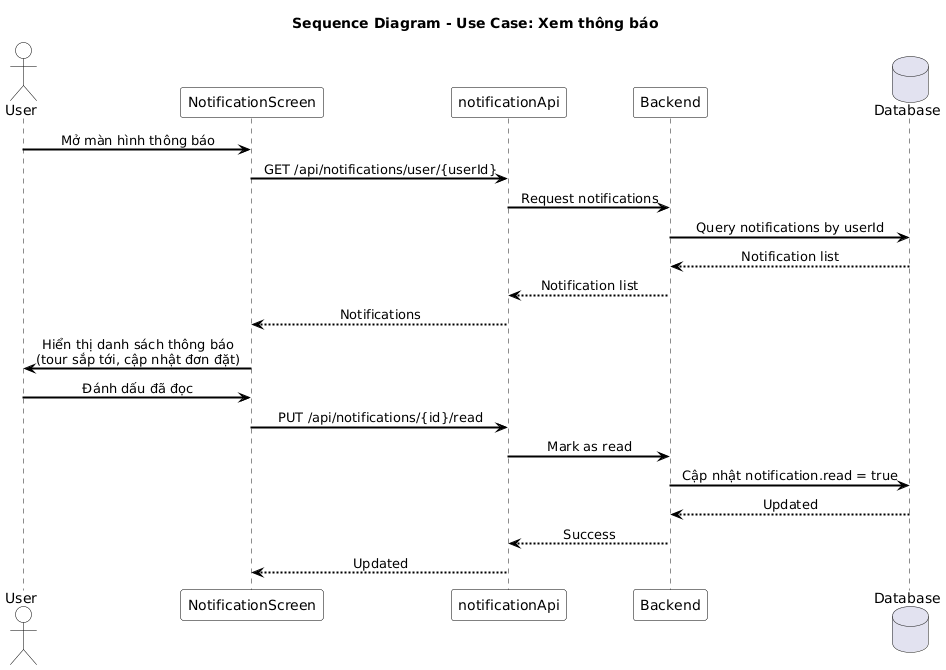 Sequence Diagram - Use Case: Xem thông báo
User
NotificationScreen
notificationApi
Backend
Database
Mở màn hình thông báo
GET /api/notifications/user/{userId}
Request notifications
Query notifications by userId
Notification list
Notification list
Notifications
Hiển thị danh sách thông báo
(tour sắp tới, cập nhật đơn đặt)
Đánh dấu đã đọc
PUT /api/notifications/{id}/read
Mark as read
Cập nhật notification.read = true
Updated
Success
Updated
User
NotificationScreen
notificationApi
Backend
Database